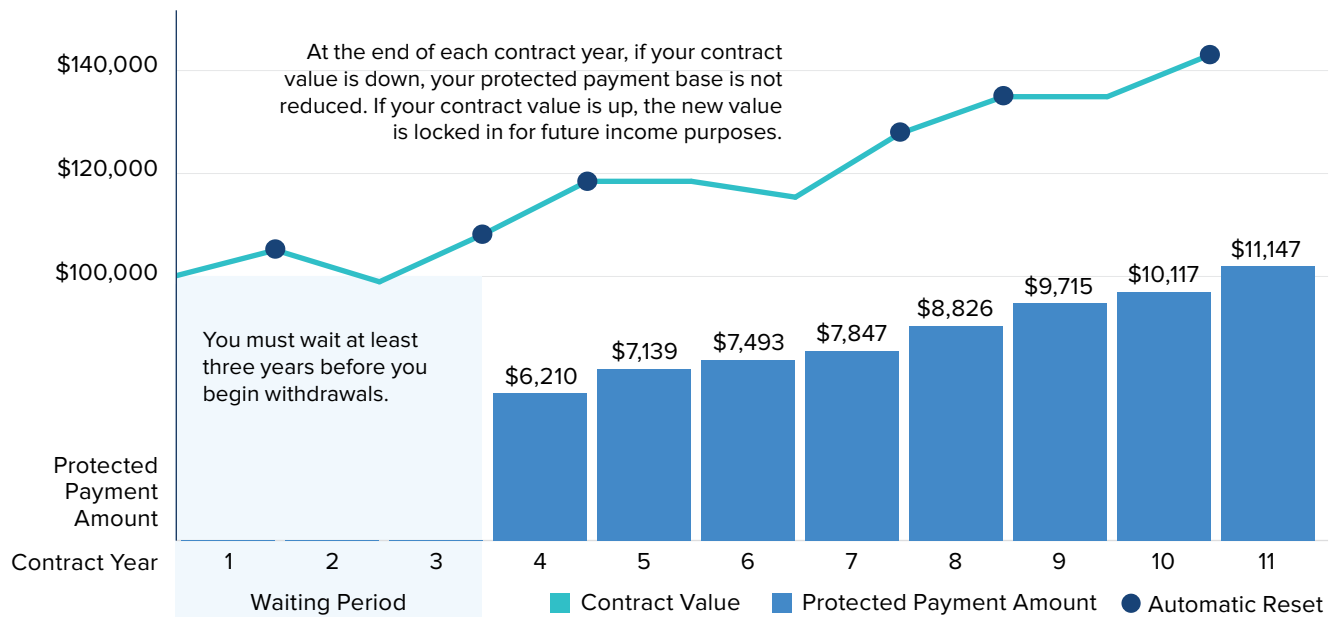 At the end of each contract year, if your contract
value is down, your protected payment base is not
reduced. If your contract value is up, the new value
is locked in for future income purposes.
$140,000
$120,000
$100,000
You must wait at least
three years before you
begin withdrawals.
$6,210
$7,139
$7,493
$7,847
$8,826
$9,715
$10,117
$11,147
Protected
Payment
Amount
Contract Year 1 2 3 4 5 6 7 8 9 10 11
Waiting Period
Contract Value Protected Payment Amount Automatic Reset